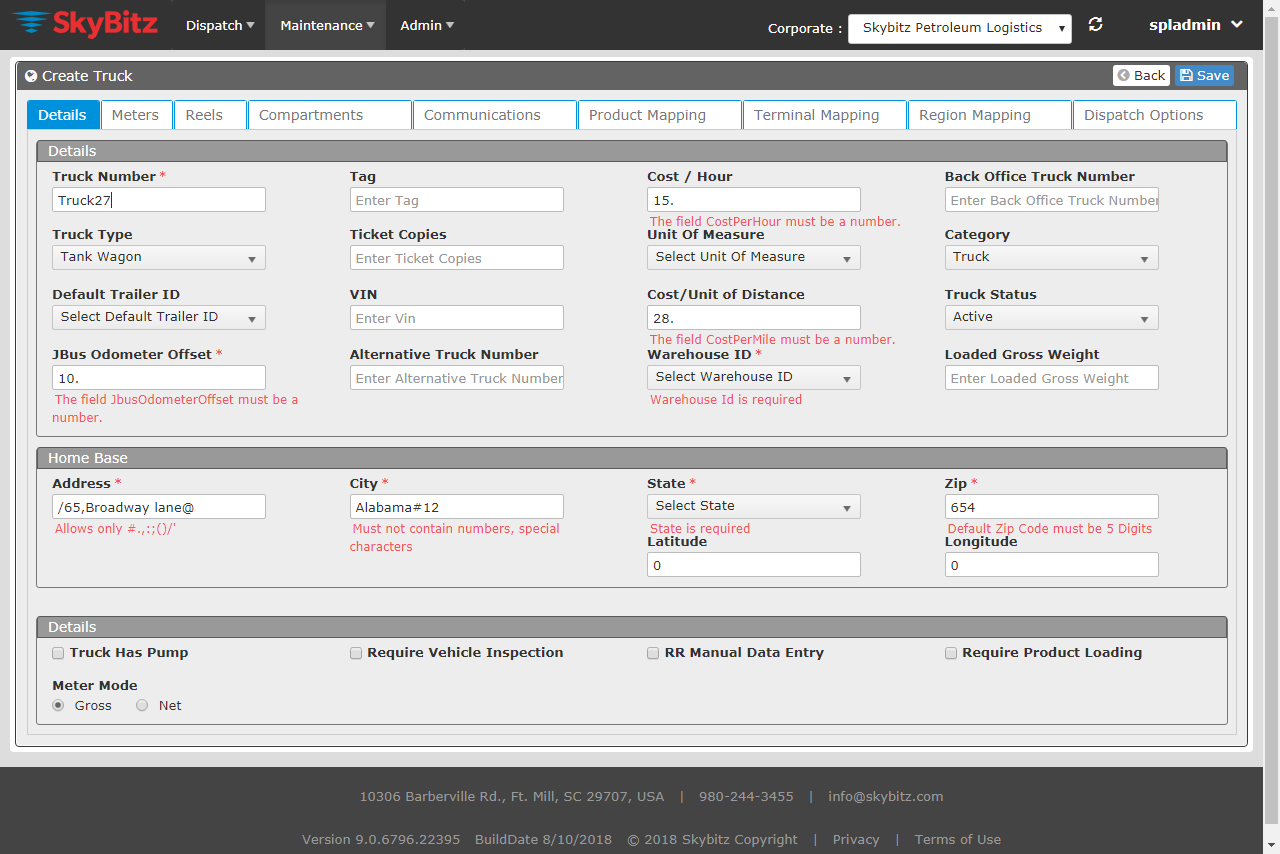 SkyBitz Dispatch Maintenance Admin Corporate : Skybitz Petroleum Logistics spladmin
Create Truck Back Save
Details Meters Reels Compartments Communications Product Mapping Terminal Mapping Region Mapping Dispatch Options
Details
Truck Number * Tag Cost / Hour Back Office Truck Number
Truck27 Enter Tag 15. Enter Back Office Truck Number
The field CostPerHour must be a number.
Truck Type Ticket Copies Unit Of Measure Category
Tank Wagon Enter Ticket Copies Select Unit Of Measure Truck
Default Trailer ID VIN Cost/Unit of Distance Truck Status
Select Default Trailer ID Enter Vin 28. Active
The field CostPerMile must be a number.
JBus Odometer Offset * Alternative Truck Number Warehouse ID * Loaded Gross Weight
10. Enter Alternative Truck Number Select Warehouse ID Enter Loaded Gross Weight
The field JbusOdometerOffset must be a Warehouse Id is required
number.
Home Base
Address * City * State * Zip *
/65,Broadway lane@ Alabama#12 Select State 654
Allows only #.,:;()/' Must not contain numbers, special State is required Default Zip Code must be 5 Digits
characters
Latitude Longitude
0 0
Details
Truck Has Pump Require Vehicle Inspection RR Manual Data Entry Require Product Loading
Meter Mode
Gross Net
10306 Barberville Rd., Ft. Mill, SC 29707, USA | 980-244-3455 | info@skybitz.com
Version 9.0.6796.22395 BuildDate 8/10/2018 © 2018 Skybitz Copyright | Privacy | Terms of Use